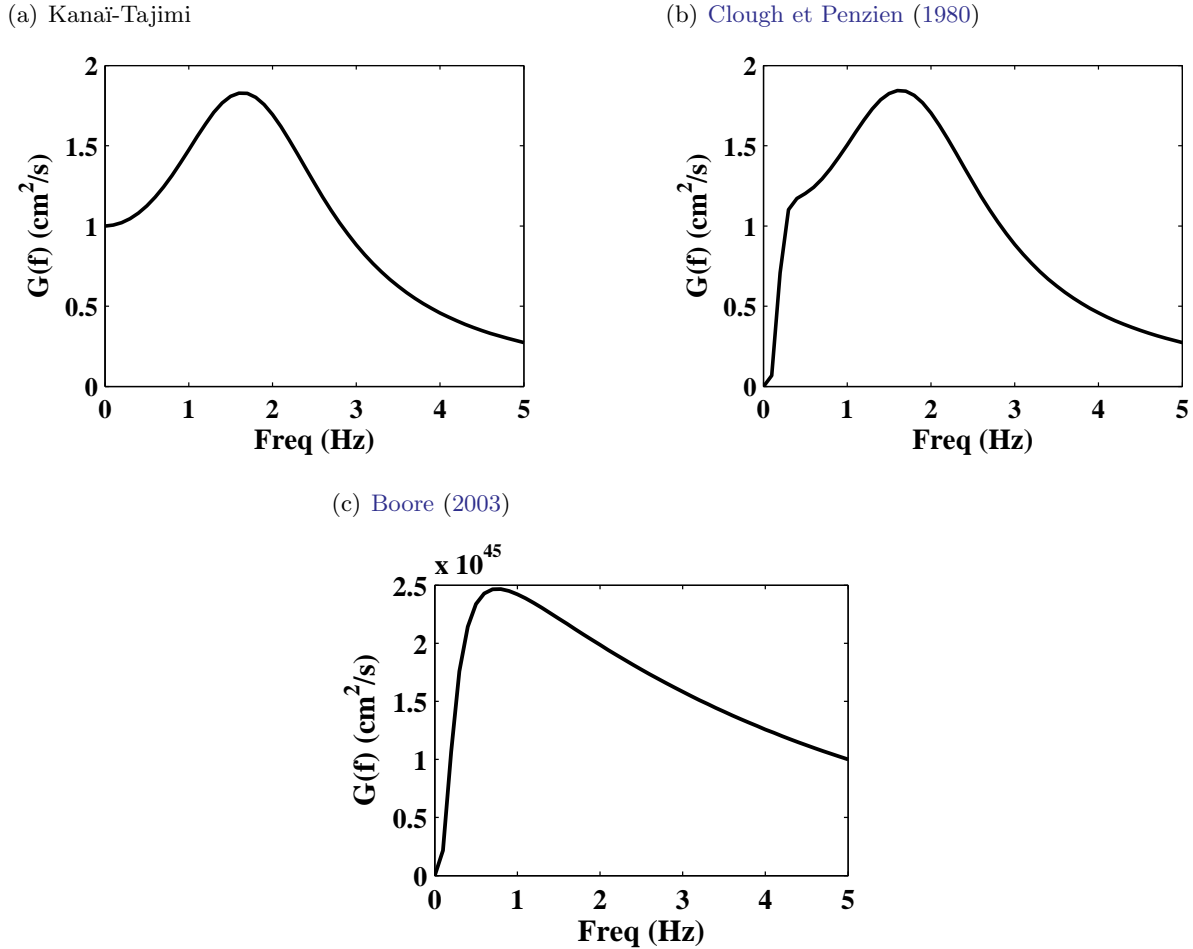 (a) Kanaï-Tajimi
2
1.5
1
0.5
0
G(f) (cm²/s)
0 1 2 3 4 5
Freq (Hz)
(b) Clough et Penzien (1980)
2
1.5
1
0.5
0
G(f) (cm²/s)
0 1 2 3 4 5
Freq (Hz)
(c) Boore (2003)
x 10⁴⁵
2.5
2
1.5
1
0.5
0
G(f) (cm²/s)
0 1 2 3 4 5
Freq (Hz)